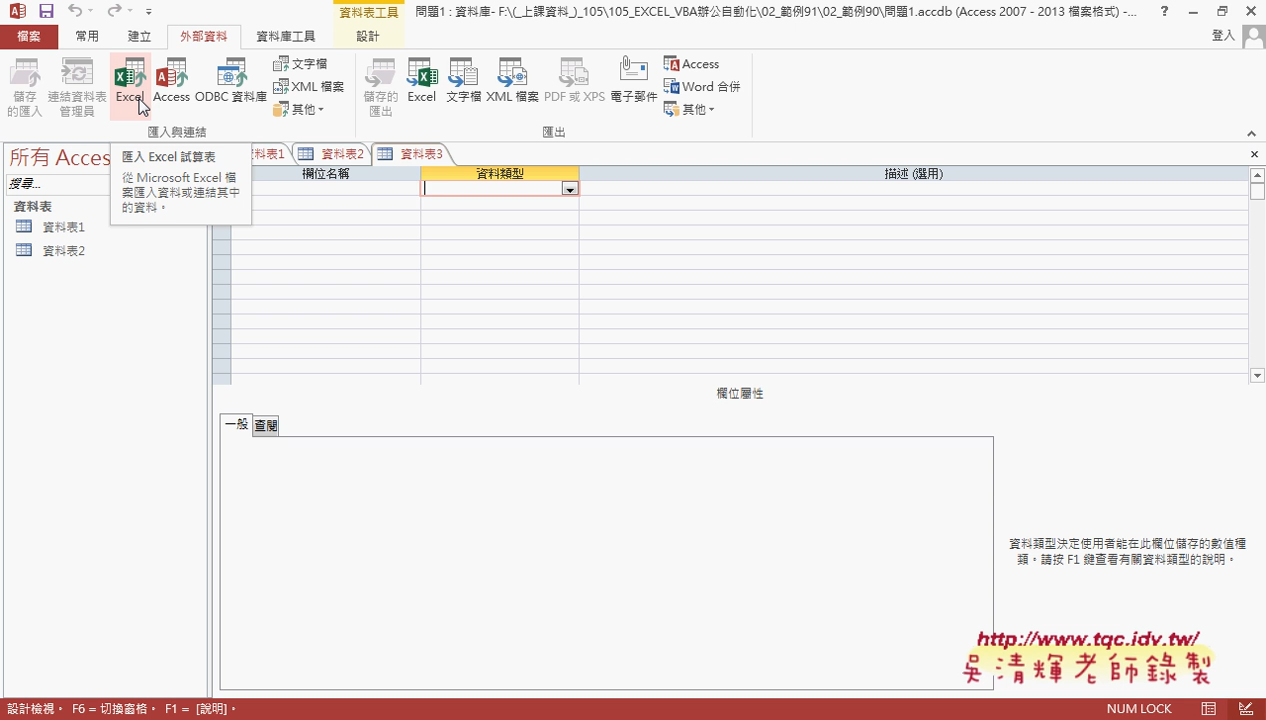 資料表工具
問題1 : 資料庫- F:\(_上課資料_)_105\105_EXCEL_VBA辦公自動化\02_範例91\02_範例90\問題1.accdb (Access 2007 - 2013 檔案格式) -...
檔案 常用 建立 外部資料 資料庫工具 設計 登入
儲存的匯入
連結資料表管理員
Excel
Access
ODBC 資料庫
文字檔
XML 檔案
其他
匯入與連結
儲存的匯出
Excel
文字檔
XML 檔案
PDF 或 XPS
電子郵件
Access
Word 合併
其他
匯出
所有 Acces
搜尋...
資料表
資料表1
資料表2
匯入 Excel 試算表
從 Microsoft Excel 檔
案匯入資料或連結其中
的資料。
料表1 資料表2 資料表3
欄位名稱 資料類型 描述 (選用)
欄位屬性
一般 查閱
資料類型決定使用者能在此欄位儲存的數值種
類。請按 F1 鍵查看有關資料類型的說明。
http://www.tqc.idv.tw/
吳清輝老師錄製
設計檢視。 F6 = 切換窗格。 F1 = [說明]。 NUM LOCK